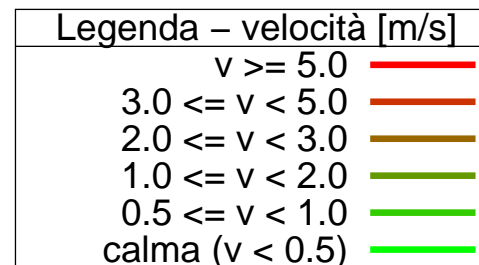 Legenda – velocità [m/s]
v >= 5.0
3.0 <= v < 5.0
2.0 <= v < 3.0
1.0 <= v < 2.0
0.5 <= v < 1.0
calma (v < 0.5)